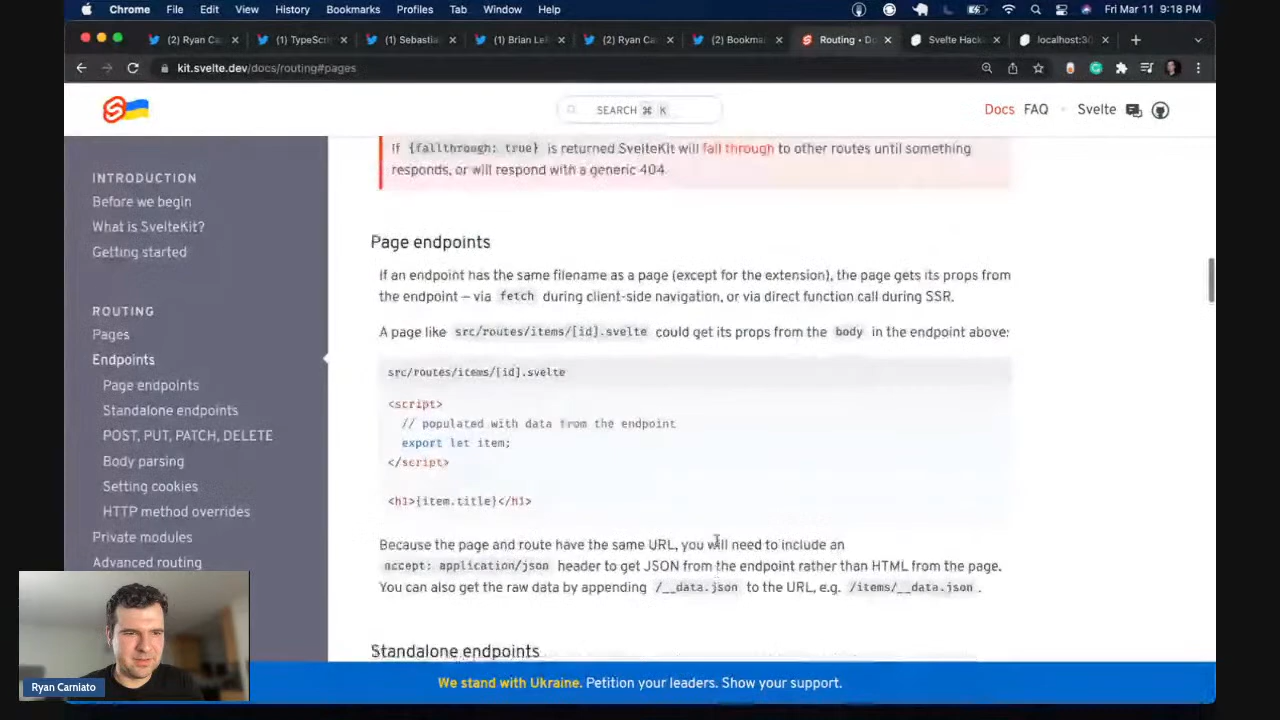 Chrome File Edit View History Bookmarks Profiles Tab Window Help Fri Mar 11 9:18 PM
(2) Ryan Ca (1) TypeScr (1) Sebastia (1) Brian Le (2) Ryan Ca (2) Bookma Routing • Do Svelte Hack localhost:30
kit.svelte.dev/docs/routing#pages
SEARCH ⌘ K Docs FAQ Svelte
INTRODUCTION
Before we begin
What is SvelteKit?
Getting started
ROUTING
Pages
Endpoints
Page endpoints
Standalone endpoints
POST, PUT, PATCH, DELETE
Body parsing
Setting cookies
HTTP method overrides
Private modules
Advanced routing
If {fallthrough: true} is returned SvelteKit will fall through to other routes until something
responds, or will respond with a generic 404.
Page endpoints
If an endpoint has the same filename as a page (except for the extension), the page gets its props from
the endpoint — via fetch during client-side navigation, or via direct function call during SSR.
A page like src/routes/items/[id].svelte could get its props from the body in the endpoint above:
src/routes/items/[id].svelte
<script>
// populated with data from the endpoint
export let item;
</script>
<h1>{item.title}</h1>
Because the page and route have the same URL, you will need to include an
accept: application/json header to get JSON from the endpoint rather than HTML from the page.
You can also get the raw data by appending /__data.json to the URL, e.g. /items/__data.json .
Standalone endpoints
We stand with Ukraine. Petition your leaders. Show your support.
Ryan Carniato